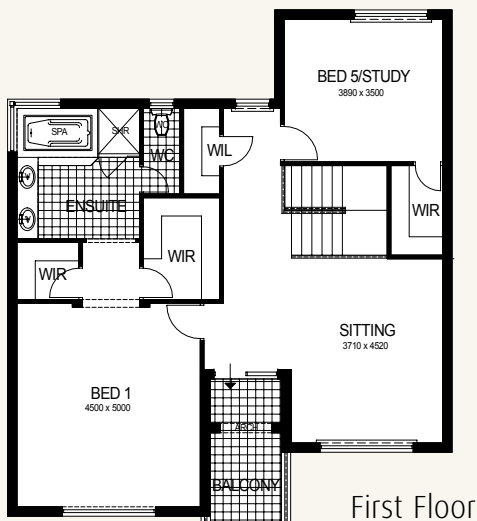 BED 5/STUDY
3890 x 3500
SPA
SHR
WC
WC
WIL
ENSUITE
WIR
WIR
WIR
SITTING
3710 x 4520
BED 1
4500 x 5000
ARCH
BALCONY
First Floor